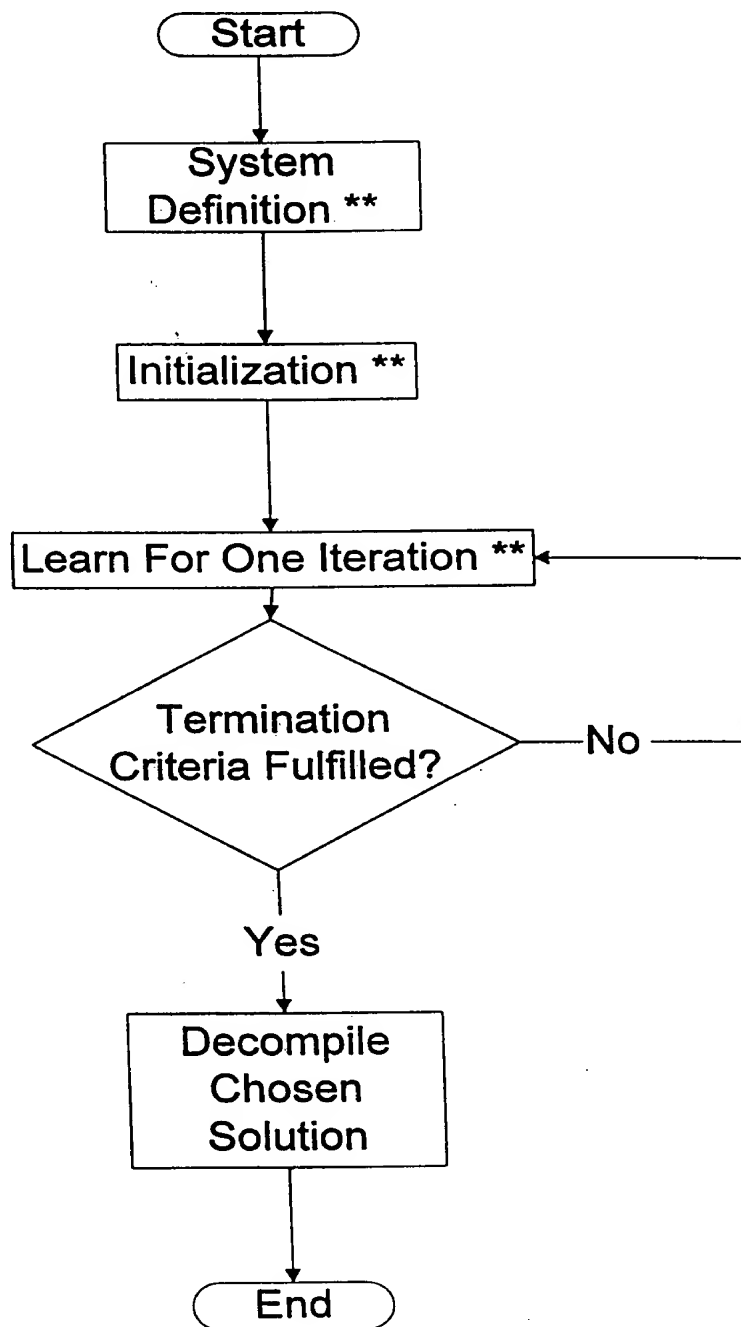 Start
System
Definition **
Initialization **
Learn For One Iteration **
Termination
Criteria Fulfilled?
No
Yes
Decompile
Chosen
Solution
End